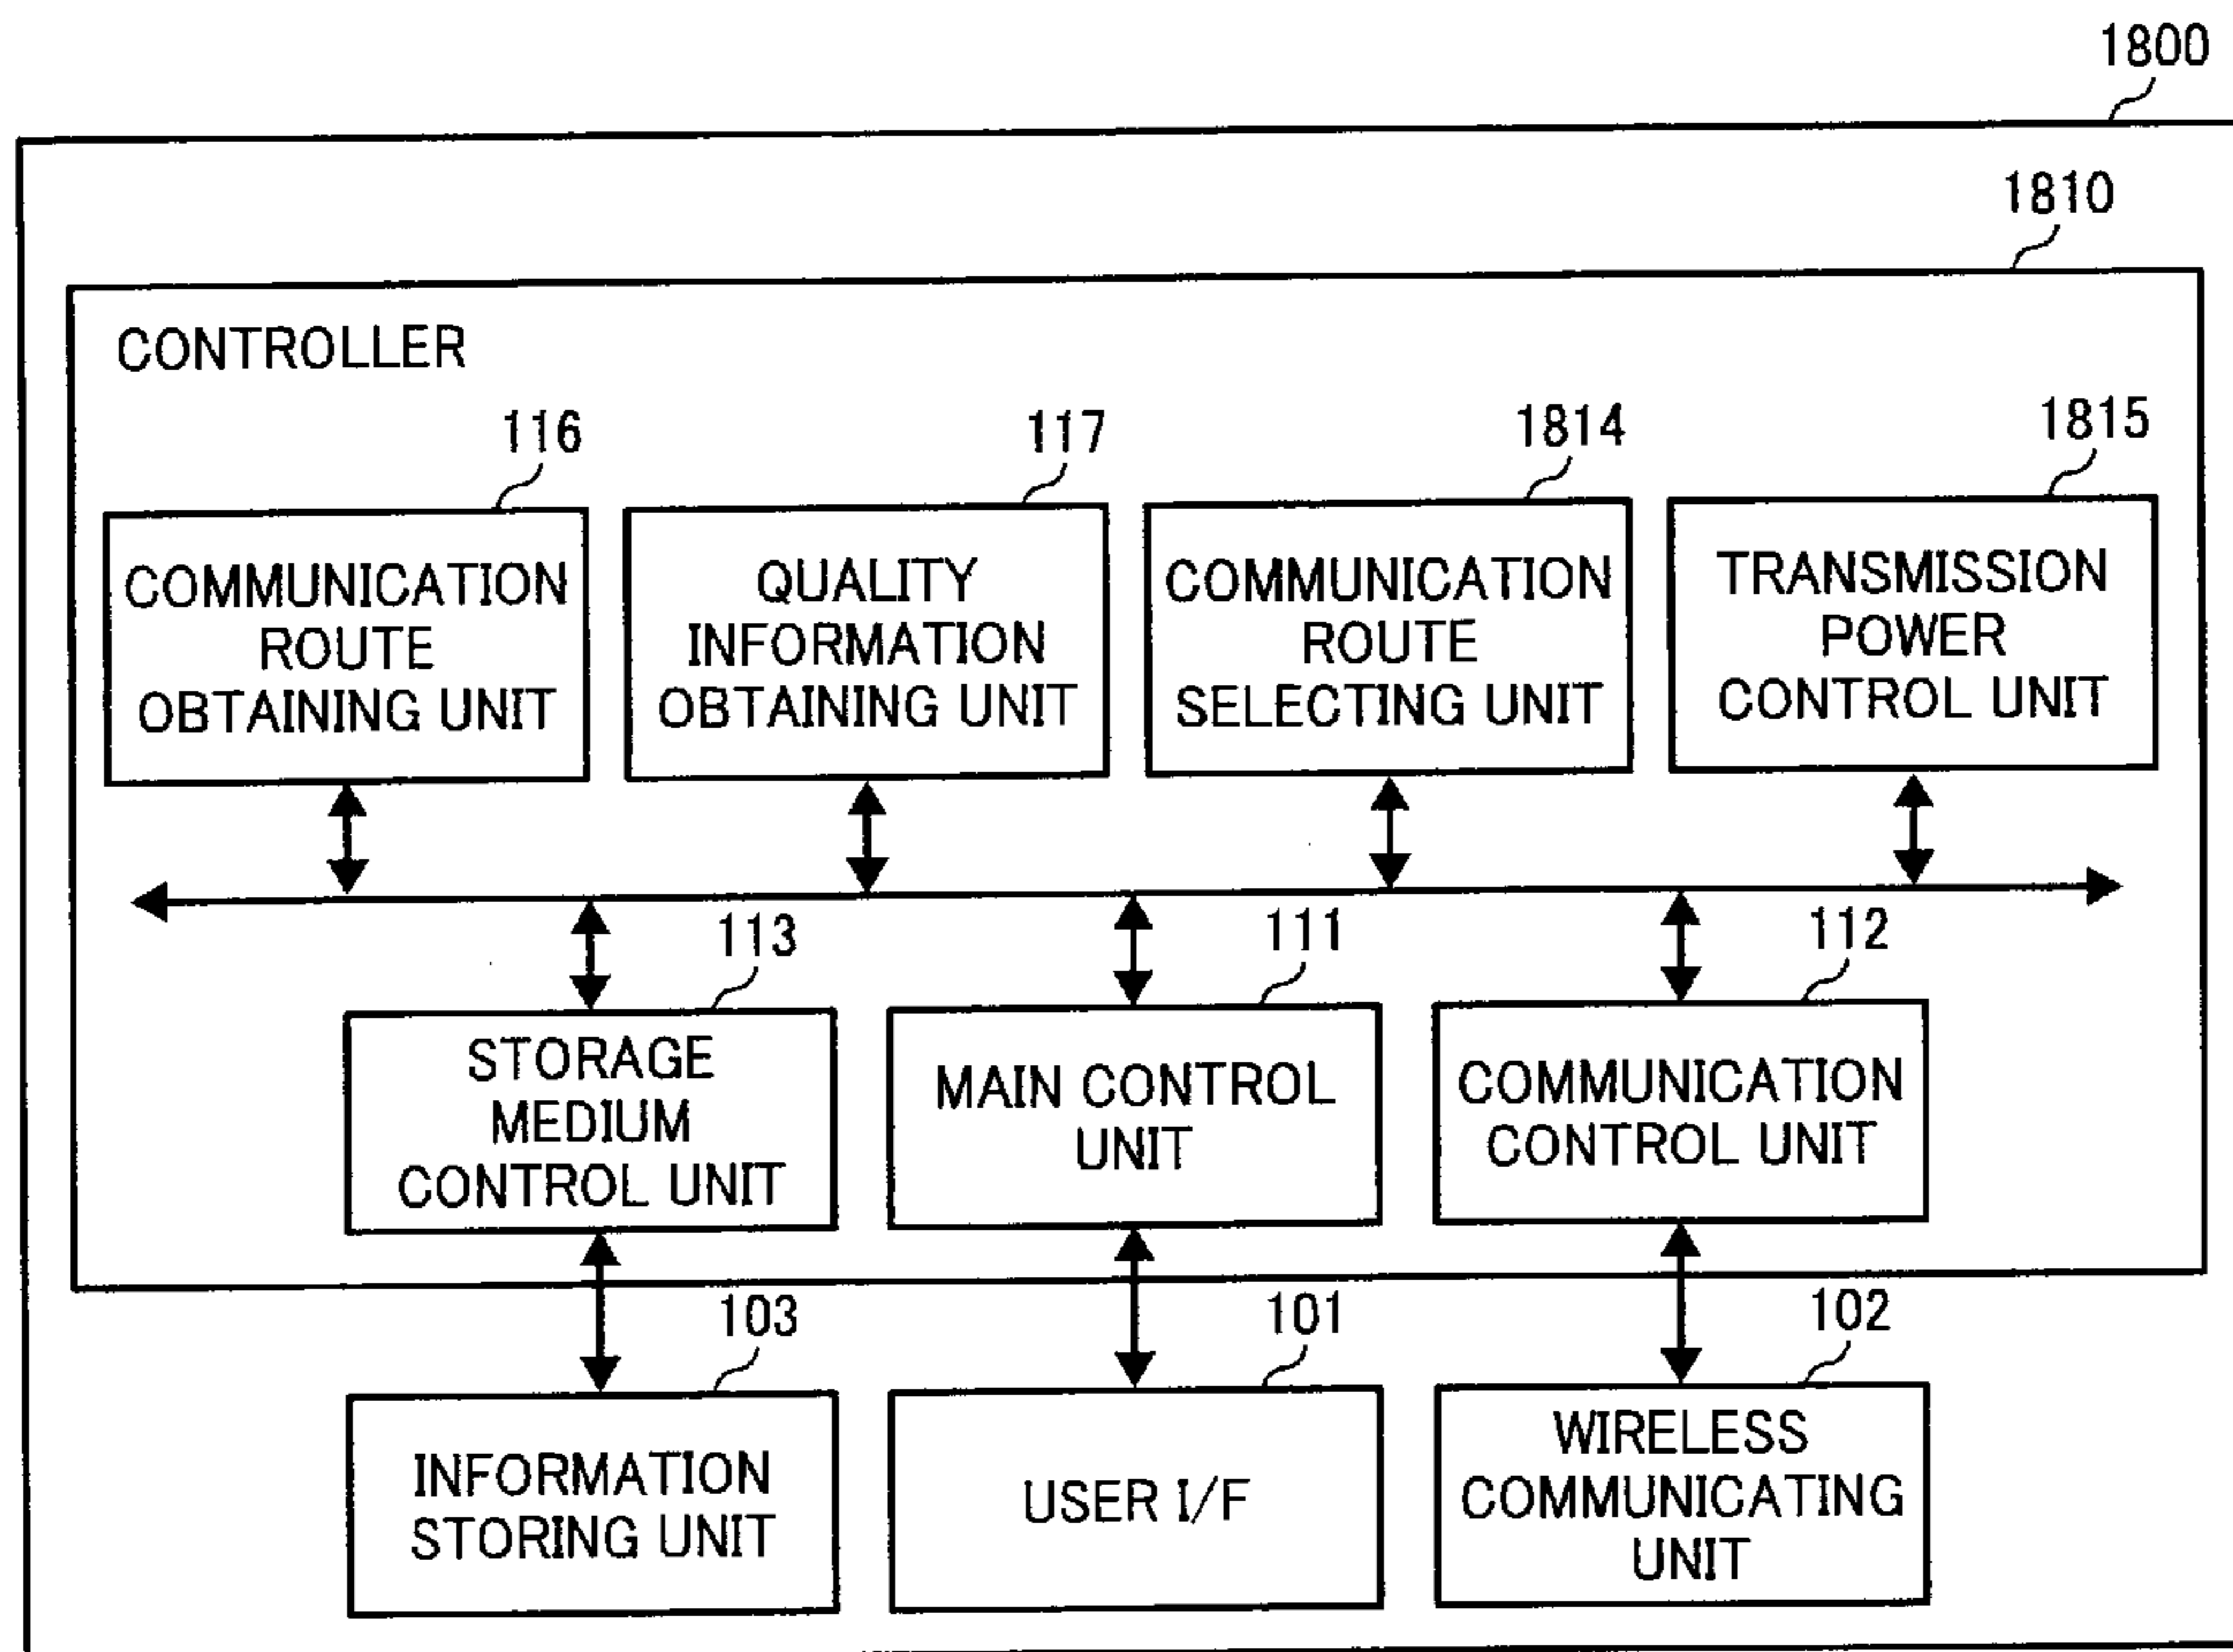 1800
1810
CONTROLLER
116
117
1814
1815
COMMUNICATION
ROUTE
OBTAINING UNIT
QUALITY
INFORMATION
OBTAINING UNIT
COMMUNICATION
ROUTE
SELECTING UNIT
TRANSMISSION
POWER
CONTROL UNIT
113
111
112
STORAGE
MEDIUM
CONTROL UNIT
MAIN CONTROL
UNIT
COMMUNICATION
CONTROL UNIT
103
101
102
INFORMATION
STORING UNIT
USER I/F
WIRELESS
COMMUNICATING
UNIT